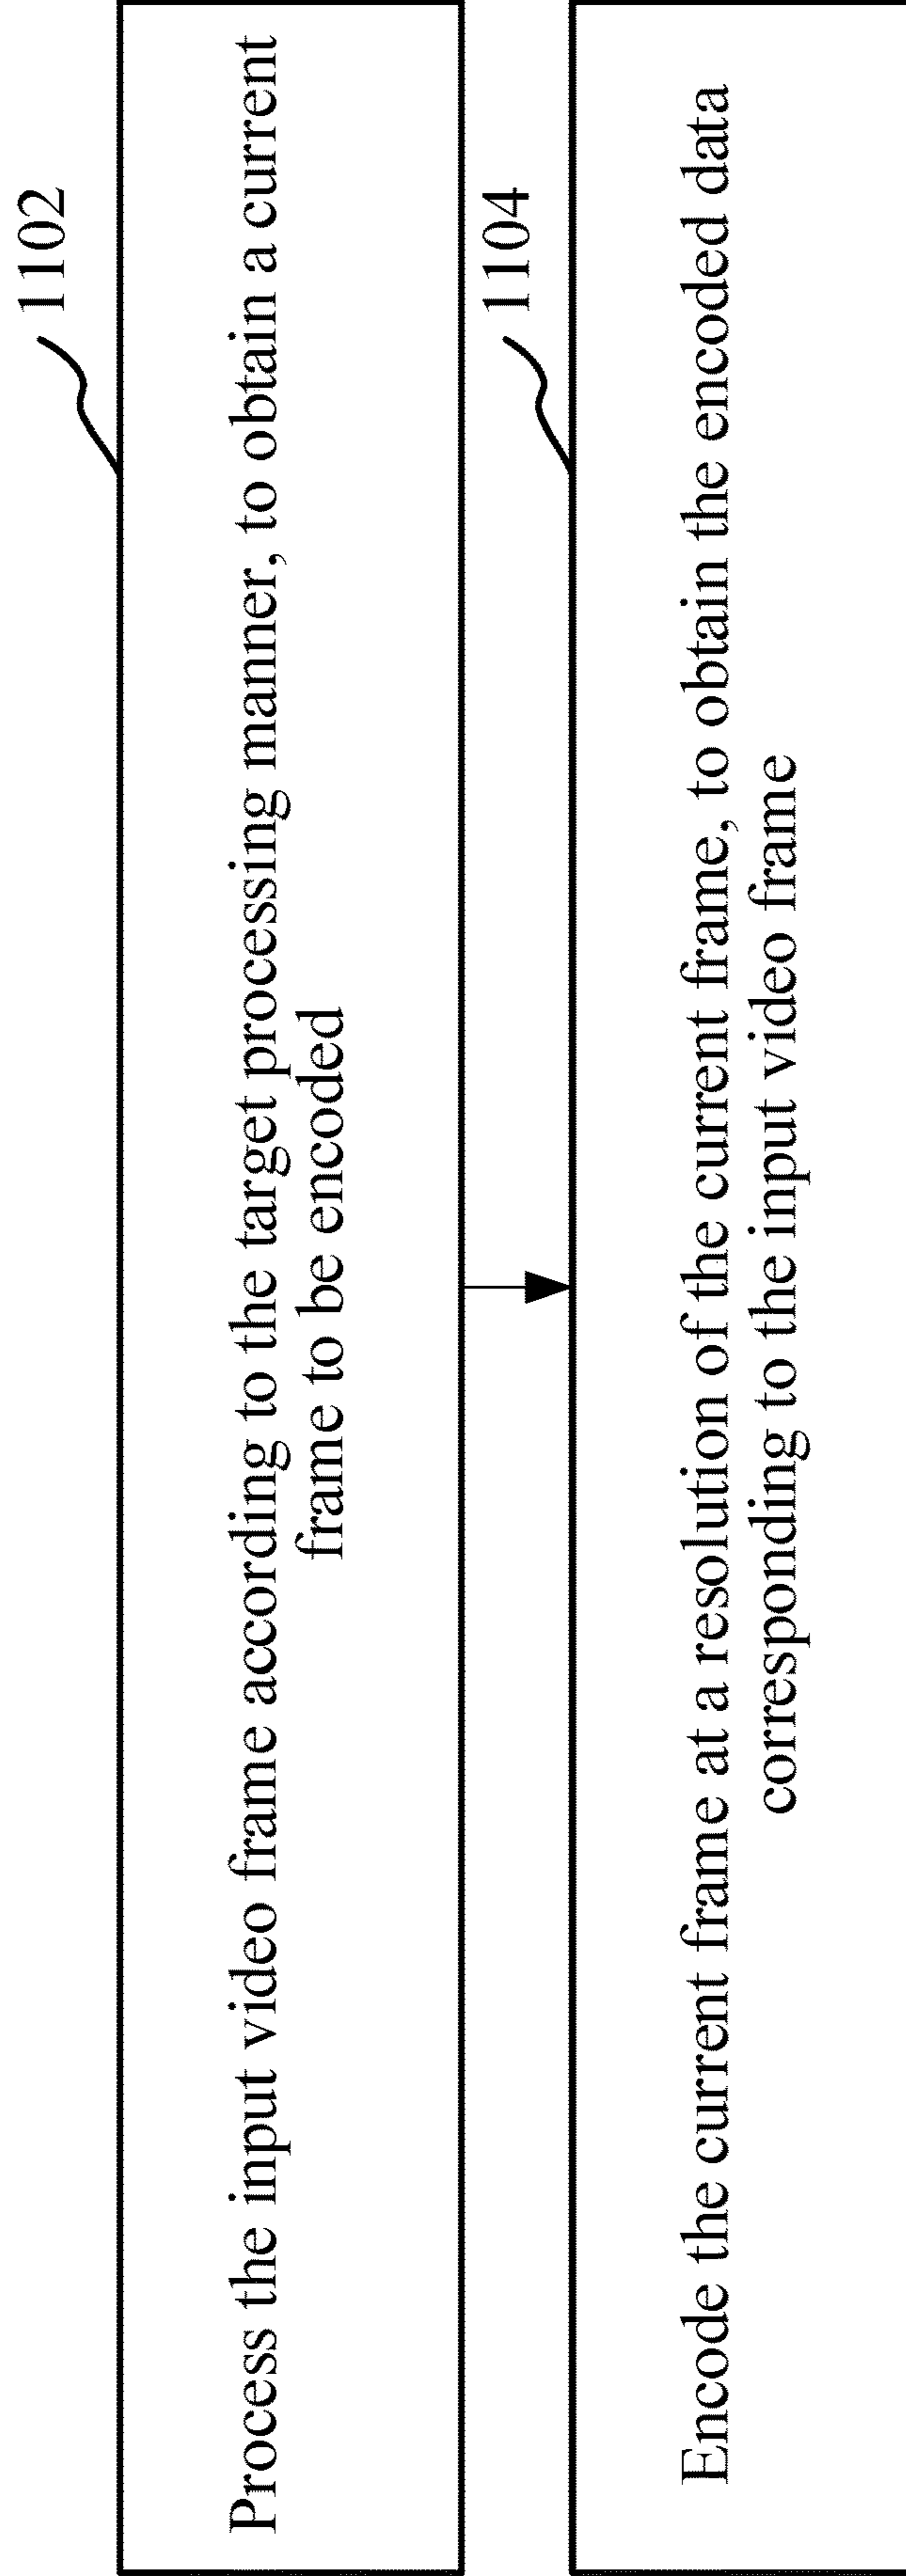 1102
Process the input video frame according to the target processing manner, to obtain a current
frame to be encoded
1104
Encode the current frame at a resolution of the current frame, to obtain the encoded data
corresponding to the input video frame